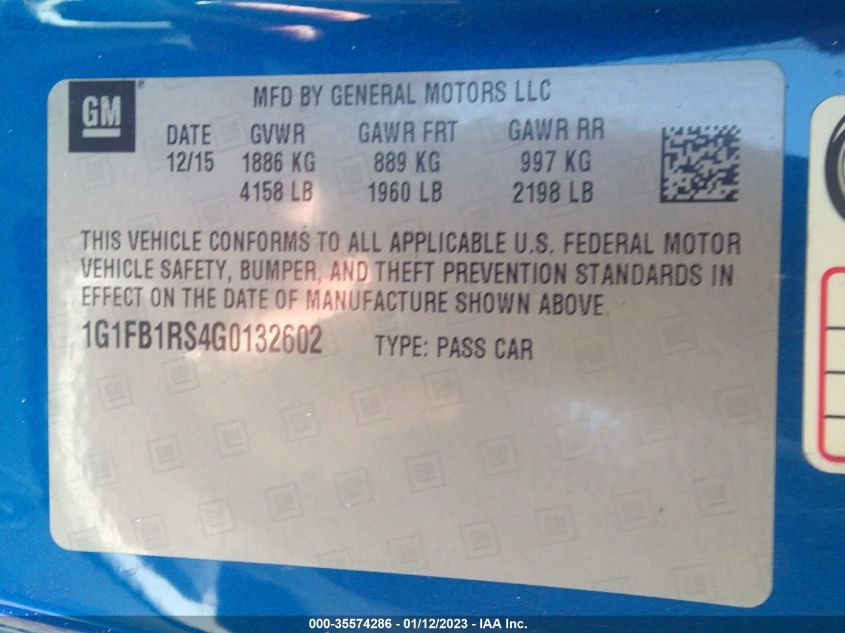 GM ®
MFD BY GENERAL MOTORS LLC
DATE GVWR GAWR FRT GAWR RR
12/15 1886 KG 889 KG 997 KG
4158 LB 1960 LB 2198 LB
THIS VEHICLE CONFORMS TO ALL APPLICABLE U.S. FEDERAL MOTOR
VEHICLE SAFETY, BUMPER, AND THEFT PREVENTION STANDARDS IN
EFFECT ON THE DATE OF MANUFACTURE SHOWN ABOVE.
1G1FB1RS4G0132602 TYPE: PASS CAR
000-35574286 - 01/12/2023 - IAA Inc.